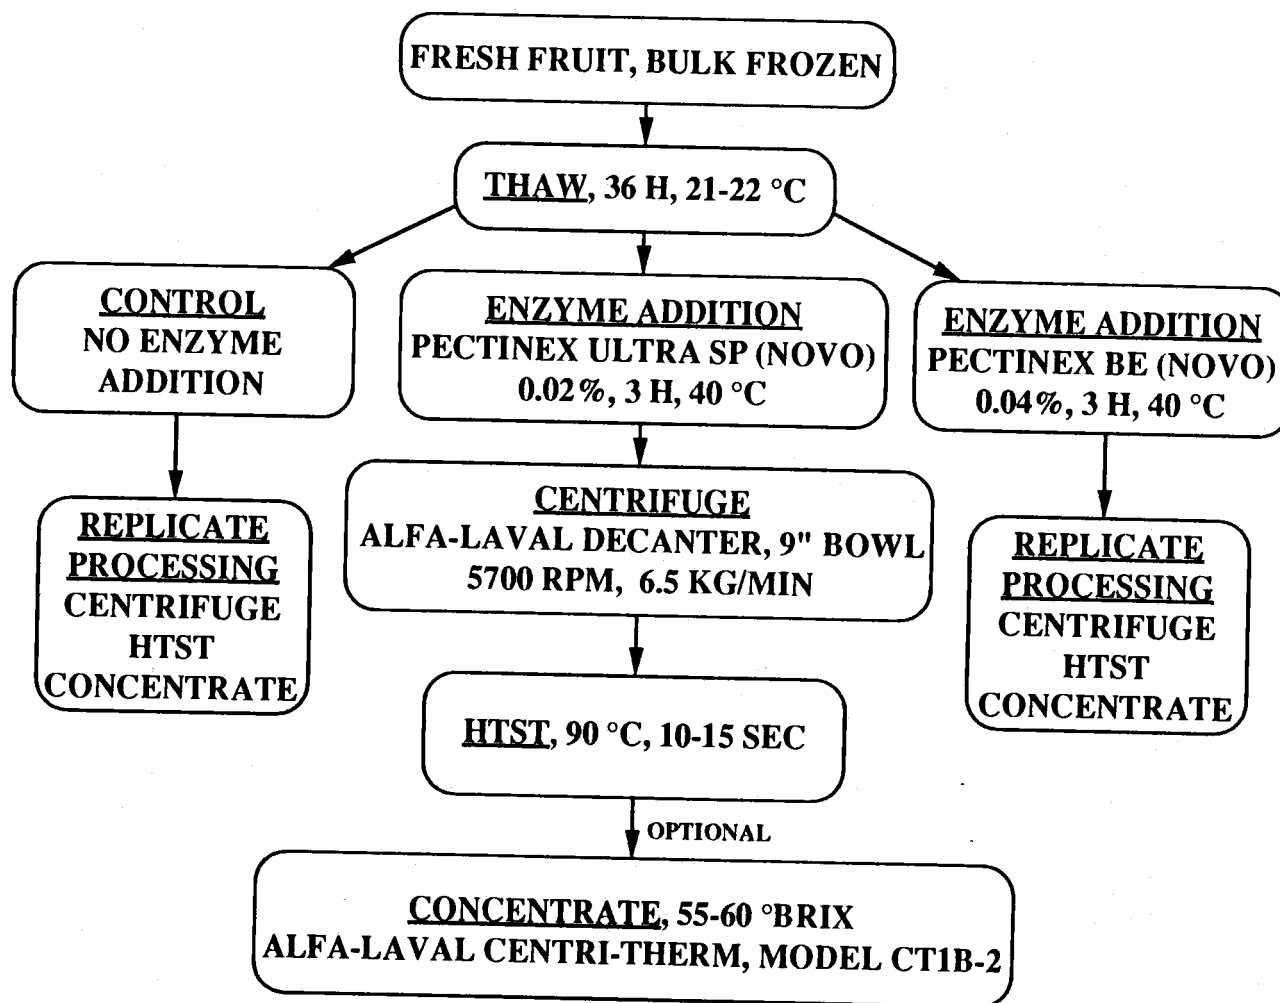 FRESH FRUIT, BULK FROZEN
THAW, 36 H, 21-22 °C
CONTROL
NO ENZYME
ADDITION
ENZYME ADDITION
PECTINEX ULTRA SP (NOVO)
0.02%, 3 H, 40 °C
ENZYME ADDITION
PECTINEX BE (NOVO)
0.04%, 3 H, 40 °C
REPLICATE
PROCESSING
CENTRIFUGE
HTST
CONCENTRATE
CENTRIFUGE
ALFA-LAVAL DECANTER, 9" BOWL
5700 RPM, 6.5 KG/MIN
REPLICATE
PROCESSING
CENTRIFUGE
HTST
CONCENTRATE
HTST, 90 °C, 10-15 SEC
OPTIONAL
CONCENTRATE, 55-60 °BRIX
ALFA-LAVAL CENTRI-THERM, MODEL CT1B-2